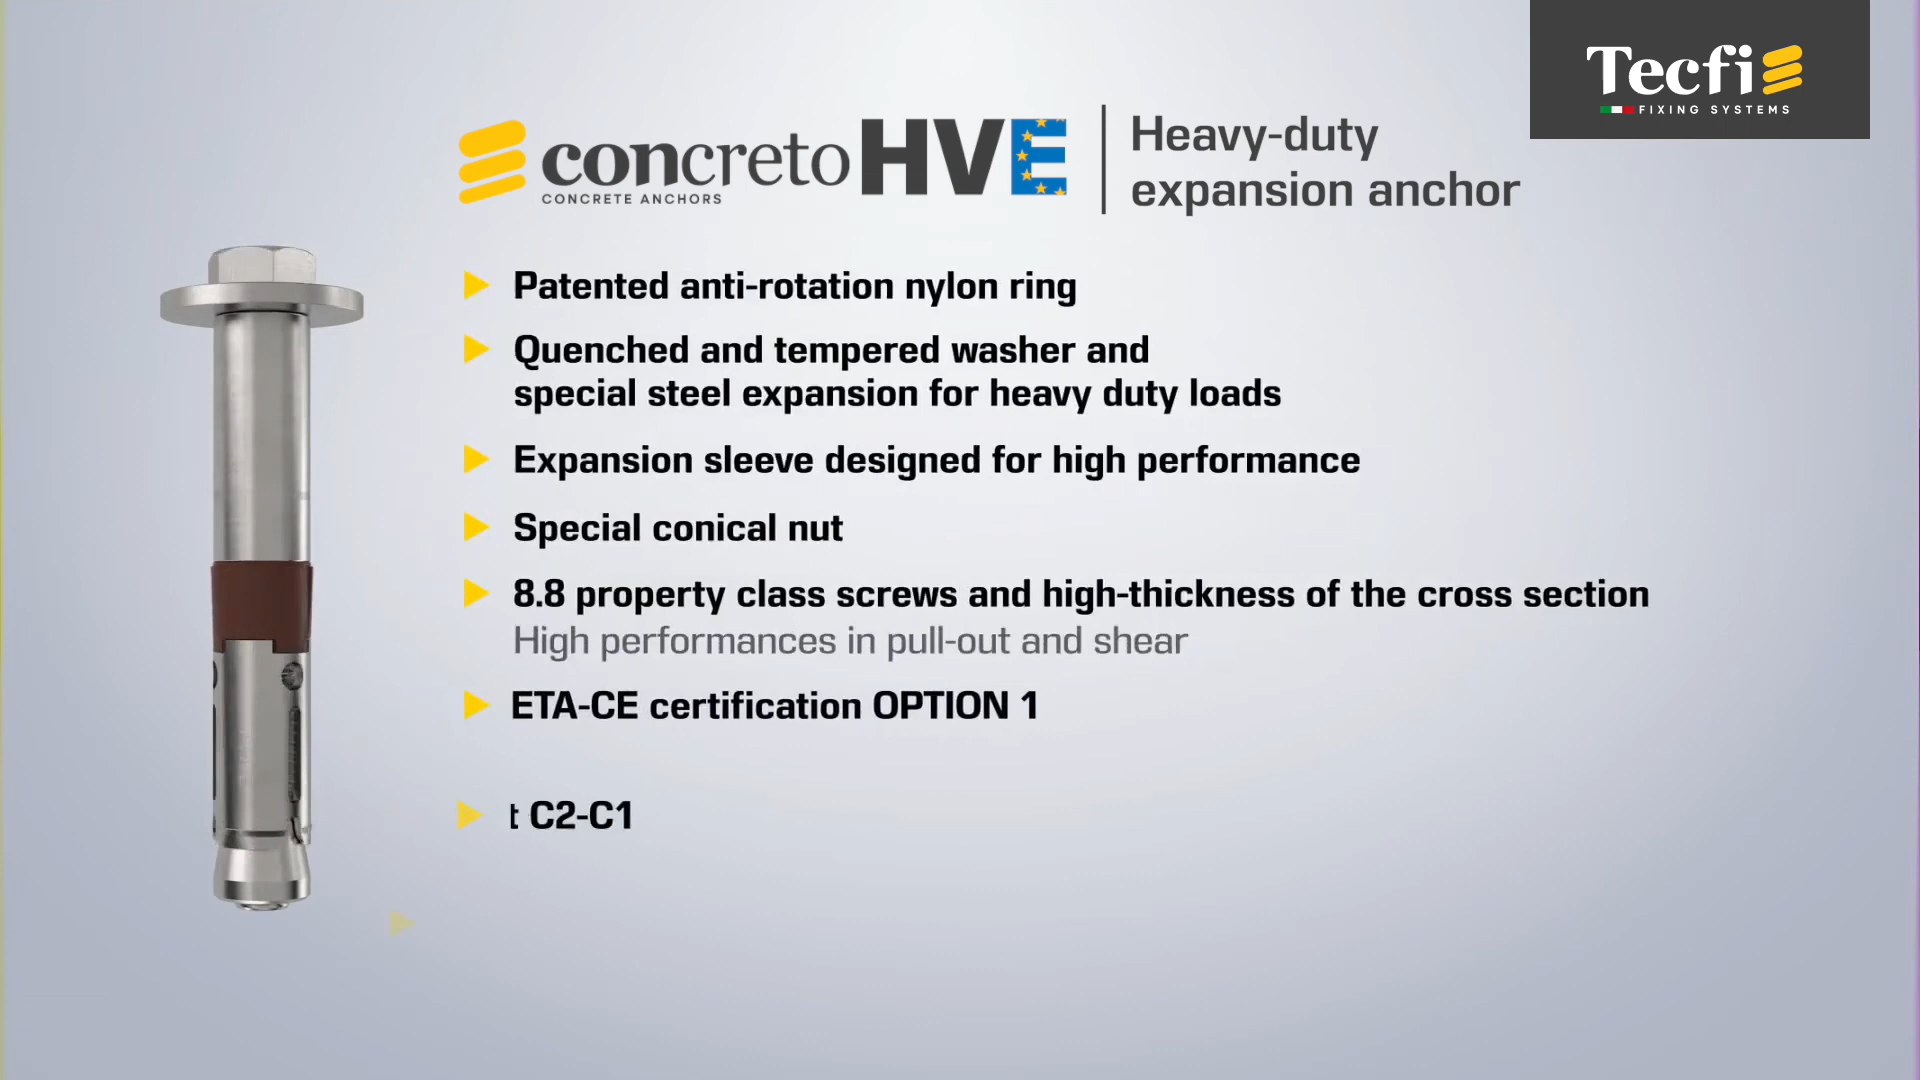 Tecfi
FIXING SYSTEMS
concreto HVE
CONCRETE ANCHORS
Heavy-duty
expansion anchor
Patented anti-rotation nylon ring
Quenched and tempered washer and
special steel expansion for heavy duty loads
Expansion sleeve designed for high performance
Special conical nut
8.8 property class screws and high-thickness of the cross section
High performances in pull-out and shear
ETA-CE certification OPTION 1
t C2-C1